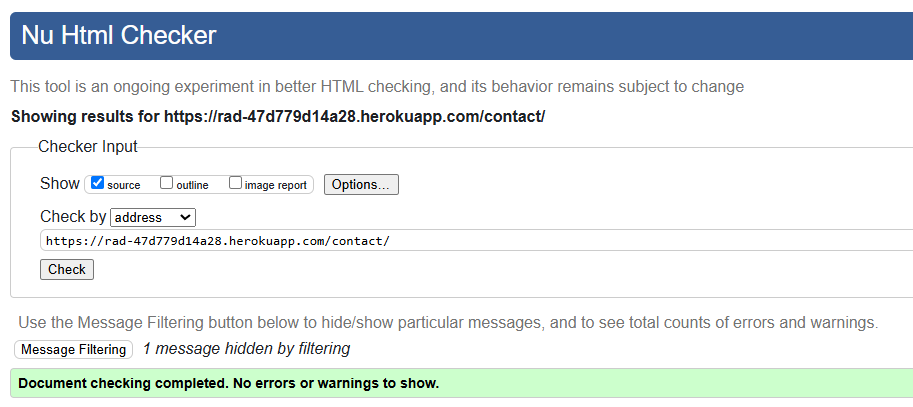 Nu Html Checker
This tool is an ongoing experiment in better HTML checking, and its behavior remains subject to change
Showing results for https://rad-47d779d14a28.herokuapp.com/contact/
Checker Input
Show source outline image report Options...
Check by address
https://rad-47d779d14a28.herokuapp.com/contact/
Check
Use the Message Filtering button below to hide/show particular messages, and to see total counts of errors and warnings.
Message Filtering 1 message hidden by filtering
Document checking completed. No errors or warnings to show.